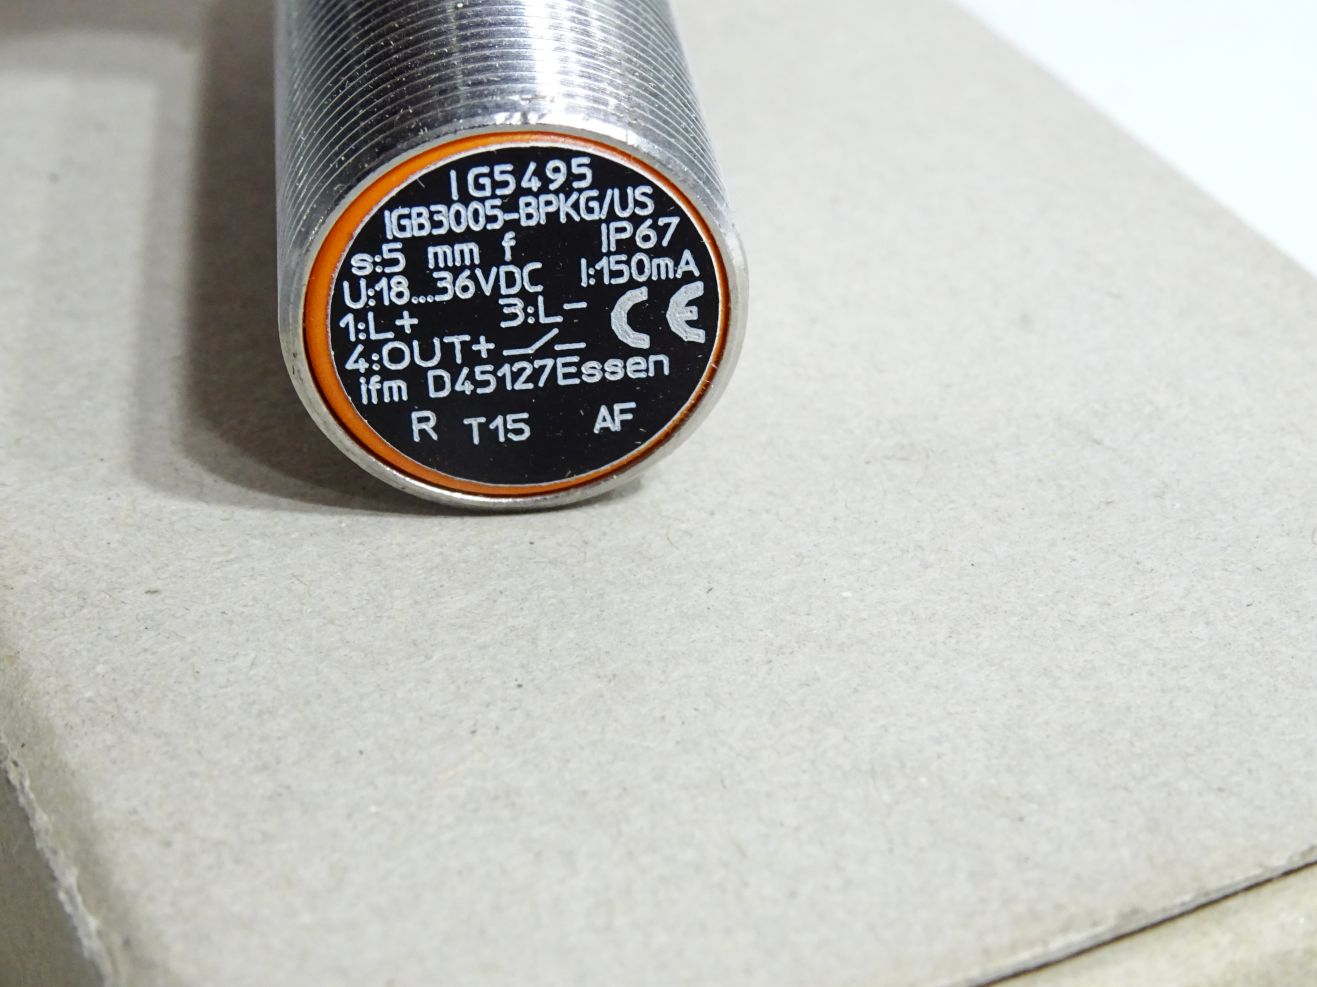 IG5495
IGB3005-BPKG/US
s:5 mm f IP67
U:18...36VDC I:150mA
1:L+ 3:L- CE
4:OUT+
ifm D45127Essen
R T15 AF